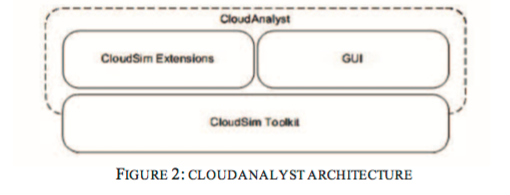 CloudAnalyst
CloudSim Extensions
GUI
CloudSim Toolkit
FIGURE 2: CLOUDANALYST ARCHITECTURE